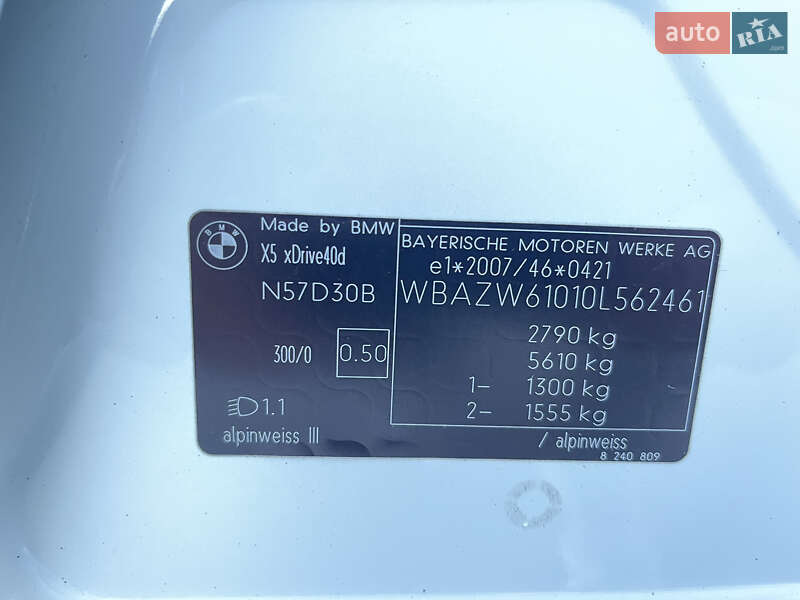 auto RIA
BMW
Made by BMW
X5 xDrive40d
N57D30B
300/0 0.50
1.1
alpinweiss III
BAYERISCHE MOTOREN WERKE AG
e1*2007/46*0421
WBAZW61010L562461
2790 kg
5610 kg
1- 1300 kg
2- 1555 kg
/ alpinweiss
8 240 809